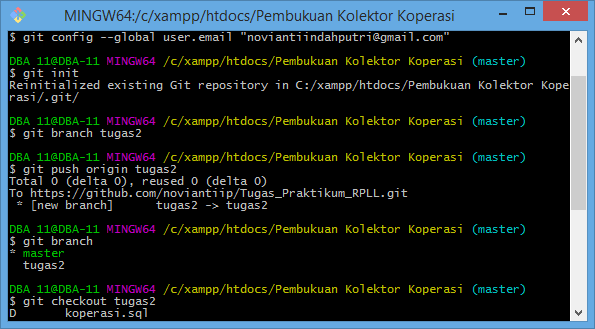 MINGW64:/c/xampp/htdocs/Pembukuan Kolektor Koperasi
$ git config --global user.email "noviantiindahputri@gmail.com"
DBA 11@DBA-11 MINGW64 /c/xampp/htdocs/Pembukuan Kolektor Koperasi (master)
$ git init
Reinitialized existing Git repository in C:/xampp/htdocs/Pembukuan Kolektor Kope
rasi/.git/
DBA 11@DBA-11 MINGW64 /c/xampp/htdocs/Pembukuan Kolektor Koperasi (master)
$ git branch tugas2
DBA 11@DBA-11 MINGW64 /c/xampp/htdocs/Pembukuan Kolektor Koperasi (master)
$ git push origin tugas2
Total 0 (delta 0), reused 0 (delta 0)
To https://github.com/noviantiip/Tugas_Praktikum_RPLL.git
 * [new branch]      tugas2 -> tugas2
DBA 11@DBA-11 MINGW64 /c/xampp/htdocs/Pembukuan Kolektor Koperasi (master)
$ git branch
* master
  tugas2
DBA 11@DBA-11 MINGW64 /c/xampp/htdocs/Pembukuan Kolektor Koperasi (master)
$ git checkout tugas2
D       koperasi.sql